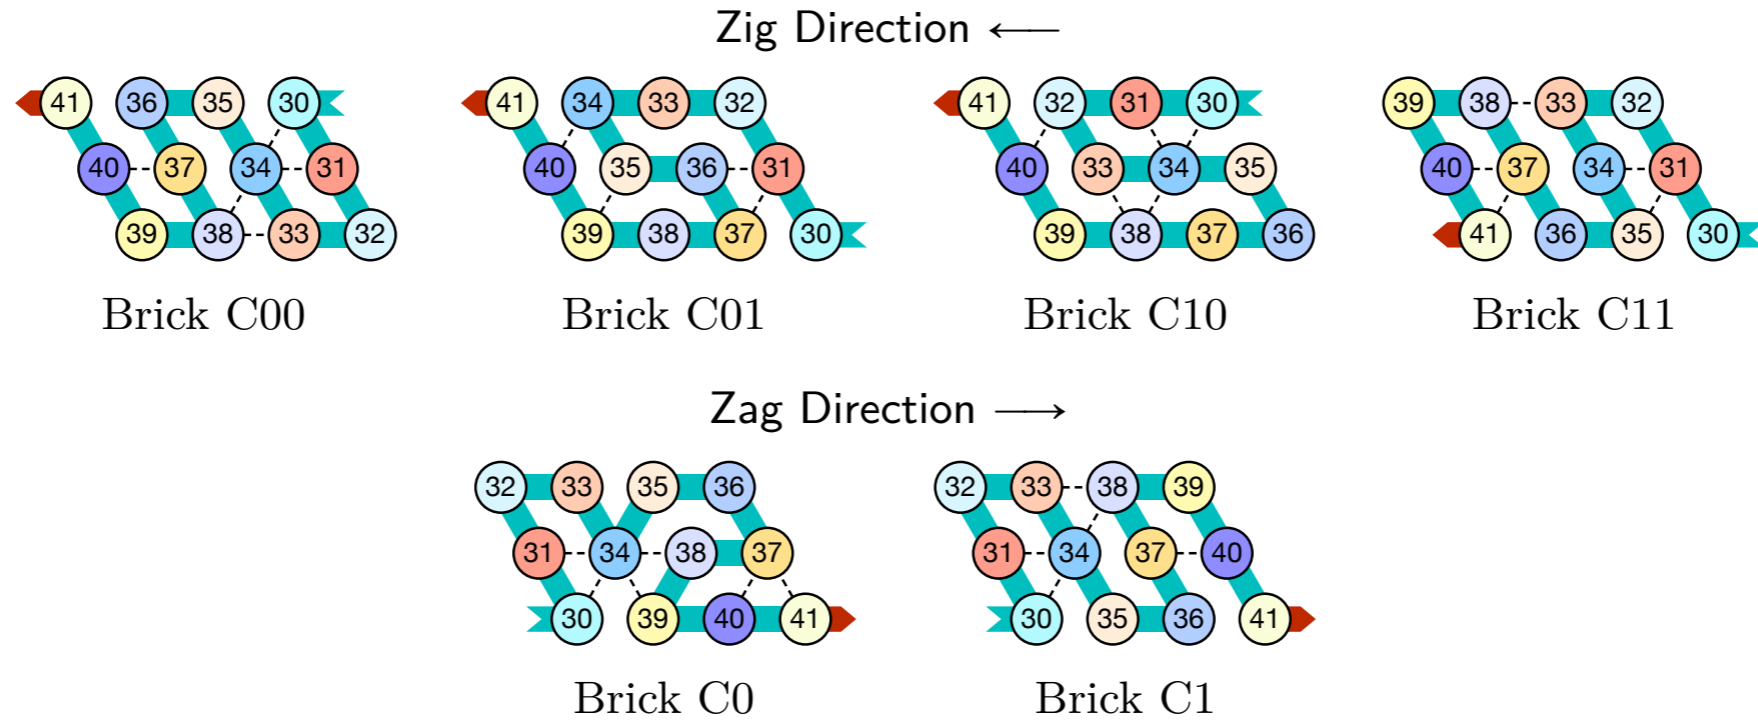 Zig Direction ←
41 36 35 30 41 34 33 32 41 32 31 30 39 38 33 32
40 37 34 31 40 35 36 31 40 33 34 35 40 37 34 31
39 38 33 32 39 38 37 30 39 38 37 36 41 36 35 30
Brick C00 Brick C01 Brick C10 Brick C11
Zag Direction →
32 33 35 36 32 33 38 39
31 34 38 37 31 34 37 40
30 39 40 41 30 35 36 41
Brick C0 Brick C1